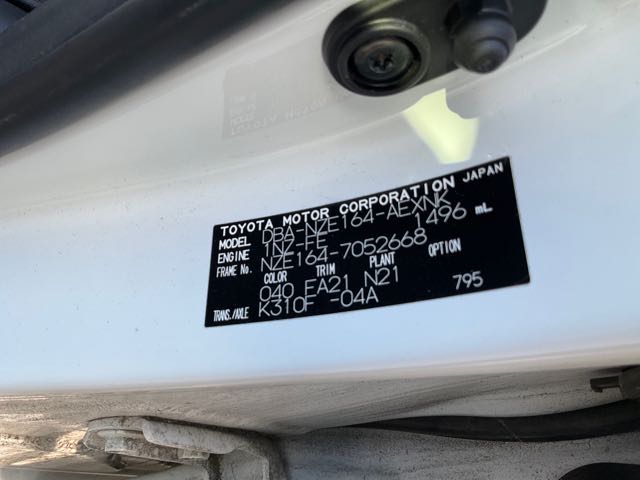 TOYOTA MOTOR CORPORATION JAPAN
MODEL DBA-NZE164-AEXNK
ENGINE 1NZ-FE 1496 mL
FRAME No. NZE164-7052668
COLOR TRIM PLANT OPTION
040 FA21 N21
TRANS./AXLE K310F -04A 795